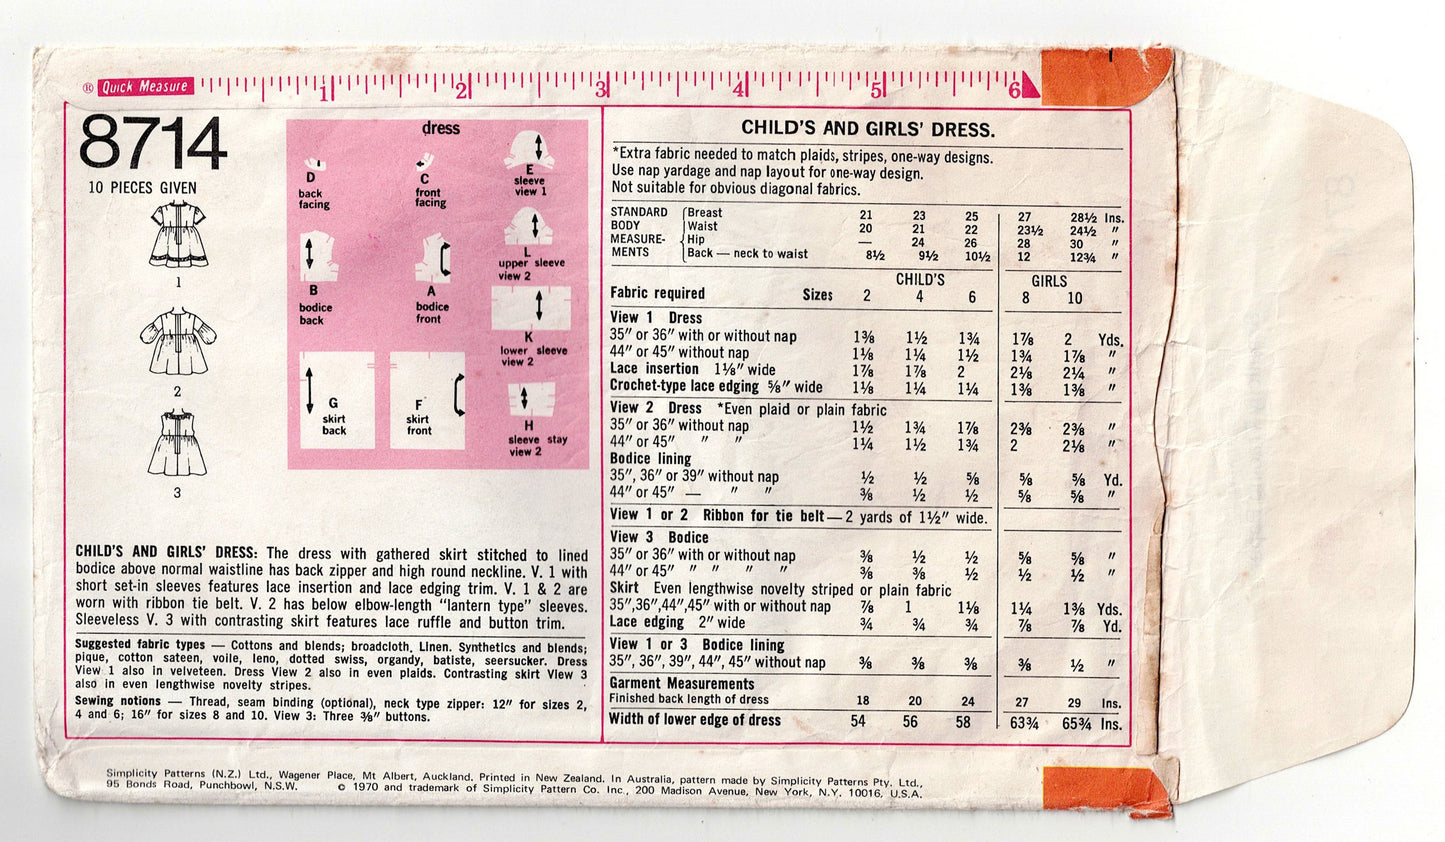 ® Quick Measure 1 2 3 4 5 6
8714
10 PIECES GIVEN
1
2
3
dress
D
back
facing
C
front
facing
E
sleeve
view 1
L
upper sleeve
view 2
B
bodice
back
A
bodice
front
K
lower sleeve
view 2
G
skirt
back
F
skirt
front
H
sleeve stay
view 2
CHILD'S AND GIRLS' DRESS: The dress with gathered skirt stitched to lined
bodice above normal waistline has back zipper and high round neckline. V. 1 with
short set-in sleeves features lace insertion and lace edging trim. V. 1 & 2 are
worn with ribbon tie belt. V. 2 has below elbow-length "lantern type" sleeves.
Sleeveless V. 3 with contrasting skirt features lace ruffle and button trim.
Suggested fabric types — Cottons and blends; broadcloth. Linen. Synthetics and blends;
pique, cotton sateen, voile, leno, dotted swiss, organdy, batiste, seersucker. Dress
View 1 also in velveteen. Dress View 2 also in even plaids. Contrasting skirt View 3
also in even lengthwise novelty stripes.
Sewing notions — Thread, seam binding (optional), neck type zipper: 12" for sizes 2,
4 and 6; 16" for sizes 8 and 10. View 3: Three ⅜" buttons.
CHILD'S AND GIRLS' DRESS.
*Extra fabric needed to match plaids, stripes, one-way designs.
Use nap yardage and nap layout for one-way design.
Not suitable for obvious diagonal fabrics.
STANDARD Breast 21 23 25 27 28½ Ins.
BODY Waist 20 21 22 23½ 24½ "
MEASURE- Hip — 24 26 28 30 "
MENTS Back — neck to waist 8½ 9½ 10½ 12 12¾ "
CHILD'S GIRLS
Fabric required Sizes 2 4 6 8 10
View 1 Dress
35" or 36" with or without nap 1⅜ 1½ 1¾ 1⅞ 2 Yds.
44" or 45" without nap 1⅛ 1¼ 1½ 1¾ 1⅞ "
Lace insertion 1⅛" wide 1⅞ 1⅞ 2 2⅛ 2¼ "
Crochet-type lace edging ⅝" wide 1⅛ 1¼ 1¼ 1⅜ 1⅜ "
View 2 Dress *Even plaid or plain fabric
35" or 36" without nap 1½ 1¾ 1⅞ 2⅜ 2⅜ "
44" or 45" " " 1¼ 1½ 1¾ 2 2⅛ "
Bodice lining
35", 36" or 39" without nap ½ ½ ⅝ ⅝ ⅝ Yd.
44" or 45" — " " ⅜ ½ ½ ⅝ ⅝ "
View 1 or 2 Ribbon for tie belt — 2 yards of 1½" wide.
View 3 Bodice
35" or 36" with or without nap ⅜ ½ ½ ⅝ ⅝ "
44" or 45" " " " " ⅜ ⅜ ½ ½ ½ "
Skirt Even lengthwise novelty striped or plain fabric
35",36",44",45" with or without nap ⅞ 1 1⅛ 1¼ 1⅜ Yds.
Lace edging 2" wide ¾ ¾ ¾ ⅞ ⅞ Yd.
View 1 or 3 Bodice lining
35", 36", 39", 44", 45" without nap ⅜ ⅜ ⅜ ⅜ ½ "
Garment Measurements
Finished back length of dress 18 20 24 27 29 Ins.
Width of lower edge of dress 54 56 58 63¾ 65¾ Ins.
Simplicity Patterns (N.Z.) Ltd., Wagener Place, Mt Albert, Auckland. Printed in New Zealand. In Australia, pattern made by Simplicity Patterns Pty. Ltd.,
95 Bonds Road, Punchbowl, N.S.W. © 1970 and trademark of Simplicity Pattern Co. Inc., 200 Madison Avenue, New York, N.Y. 10016, U.S.A.